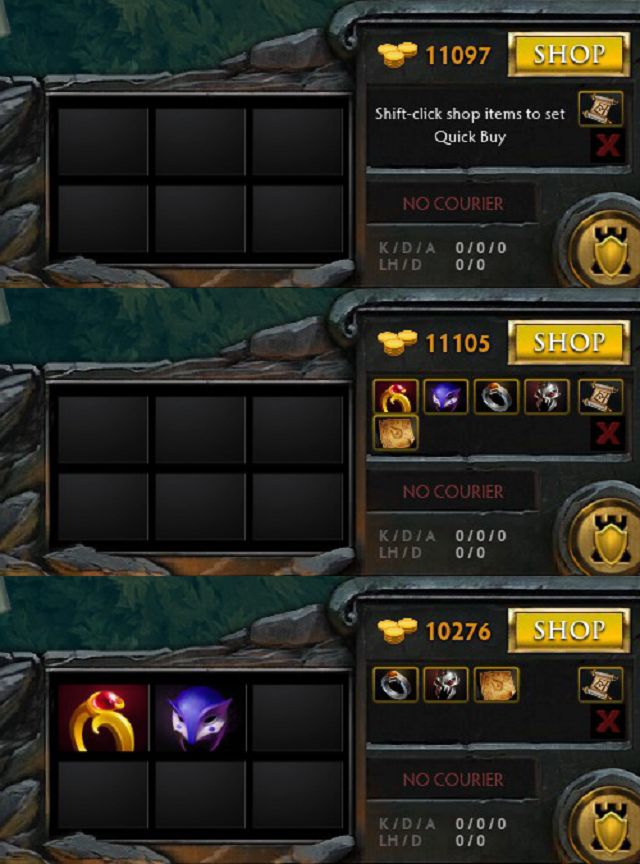 11097 SHOP
Shift-click shop items to set
Quick Buy
NO COURIER
K / D / A 0 / 0 / 0
LH / D 0 / 0
11105 SHOP
NO COURIER
K / D / A 0 / 0 / 0
LH / D 0 / 0
10276 SHOP
NO COURIER
K / D / A 0 / 0 / 0
LH / D 0 / 0